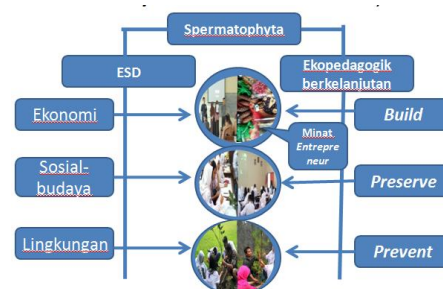 Spermatophyta
ESD
Ekopedagogik
berkelanjutan
Ekonomi
Build
Minat
Entrepre
neur
Sosial-
budaya
Preserve
Lingkungan
Prevent